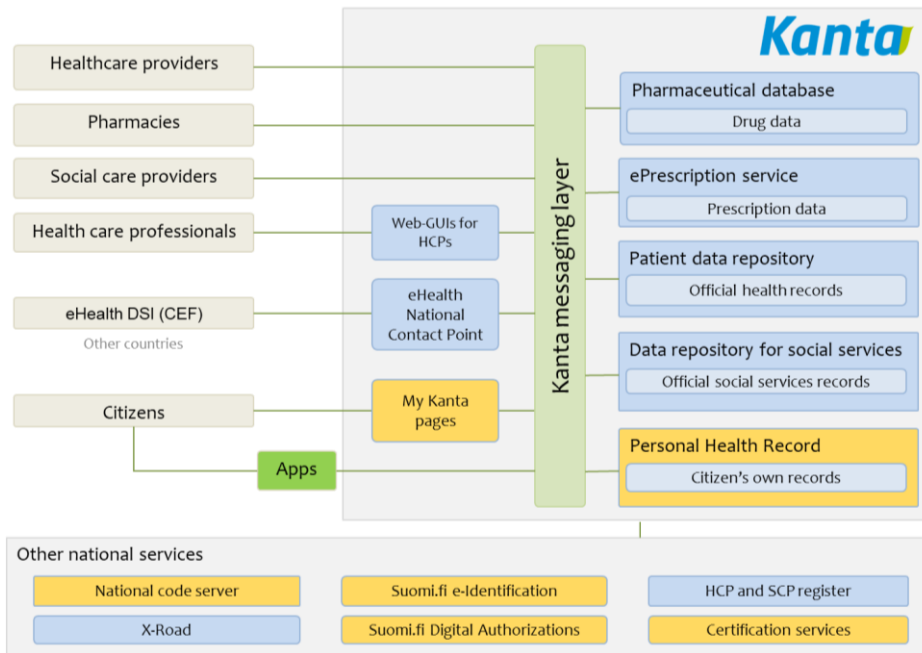 Kanta
Healthcare providers
Pharmacies
Social care providers
Health care professionals
eHealth DSI (CEF)
Other countries
Citizens
Apps
Web-GUIs for
HCPs
eHealth
National
Contact Point
My Kanta
pages
Kanta messaging layer
Pharmaceutical database
Drug data
ePrescription service
Prescription data
Patient data repository
Official health records
Data repository for social services
Official social services records
Personal Health Record
Citizen's own records
Other national services
National code server
Suomi.fi e-Identification
HCP and SCP register
X-Road
Suomi.fi Digital Authorizations
Certification services